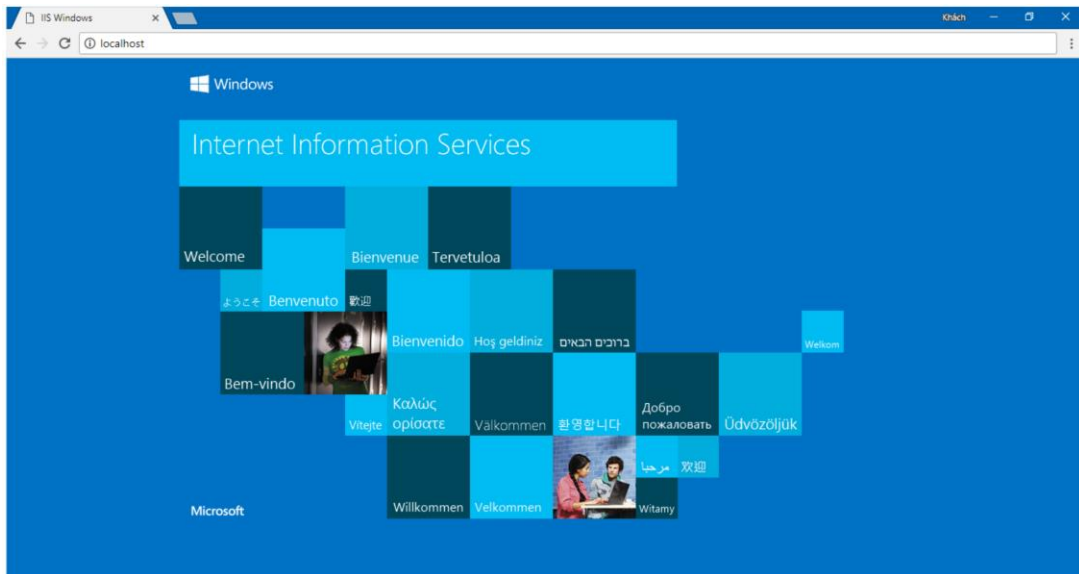 IIS Windows
Khách
localhost
Windows
Internet Information Services
Welcome
Bienvenue
Tervetuloa
ようこそ
Benvenuto
歡迎
Bienvenido
Hoş geldiniz
ברוכים הבאים
Welkom
Bem-vindo
Vítejte
Καλώς
ορίσατε
Välkommen
환영합니다
Добро
пожаловать
Üdvözöljük
مرحبا
欢迎
Microsoft
Willkommen
Velkommen
Witamy